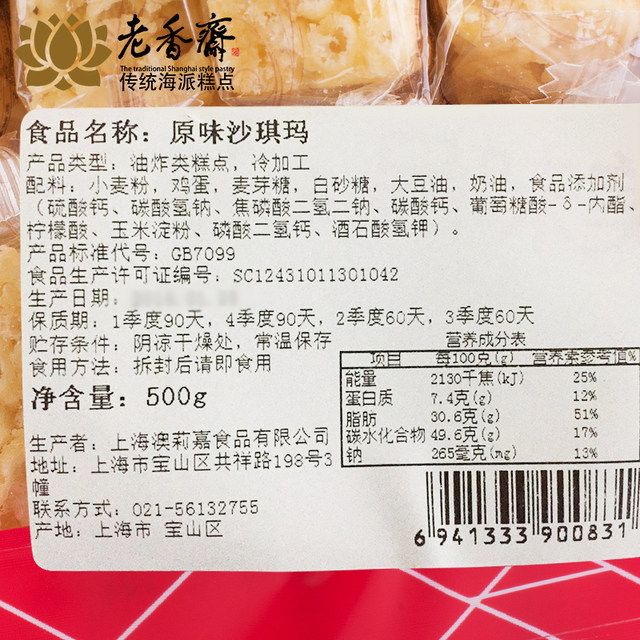 老香齋
The traditional Shanghai style pastry
传统海派糕点
食品名称：原味沙琪玛
产品类型：油炸类糕点，冷加工
配料：小麦粉，鸡蛋，麦芽糖，白砂糖，大豆油，奶油，食品添加剂
（硫酸钙、碳酸氢钠、焦磷酸二氢二钠、碳酸钙、葡萄糖酸-δ-内酯、
柠檬酸、玉米淀粉、磷酸二氢钙、酒石酸氢钾）。
产品标准代号：GB7099
食品生产许可证编号：SC12431011301042
生产日期：
保质期：1季度90天，4季度90天，2季度60天，3季度60天
贮存条件：阴凉干燥处，常温保存
食用方法：拆封后请即食用
净含量：500g
营养成分表
项目 每100克(g) 营养素参考值%
能量 2130千焦(kJ) 25%
蛋白质 7.4克(g) 12%
脂肪 30.6克(g) 51%
碳水化合物 49.6克(g) 17%
钠 265毫克(mg) 13%
生产者：上海澳莉嘉食品有限公司
地址：上海市宝山区共祥路198号3
幢
联系方式：021-56132755
产地：上海市 宝山区
6 941333 900831